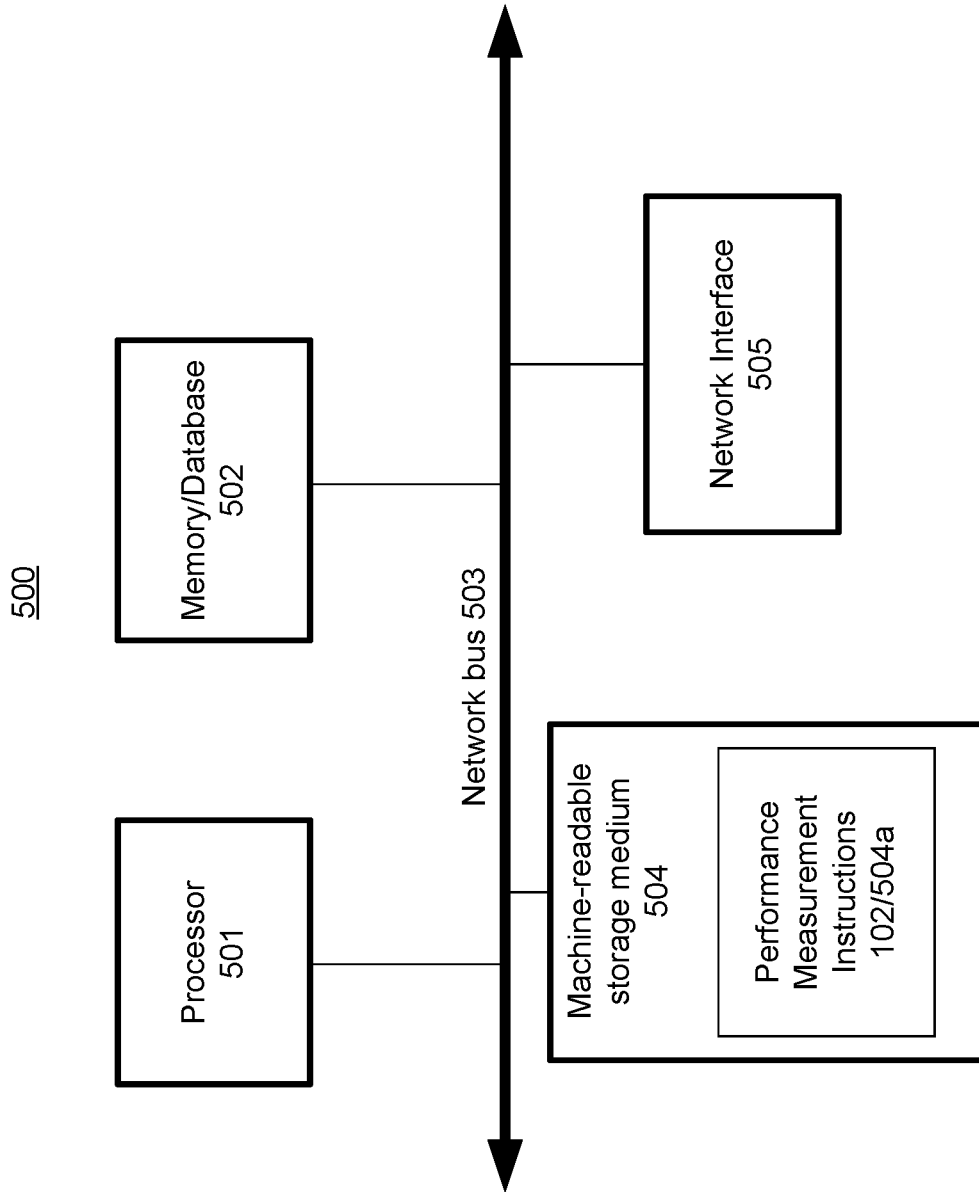 500
Processor
501
Memory/Database
502
Network bus 503
Machine-readable
storage medium
504
Performance
Measurement
Instructions
102/504a
Network Interface
505